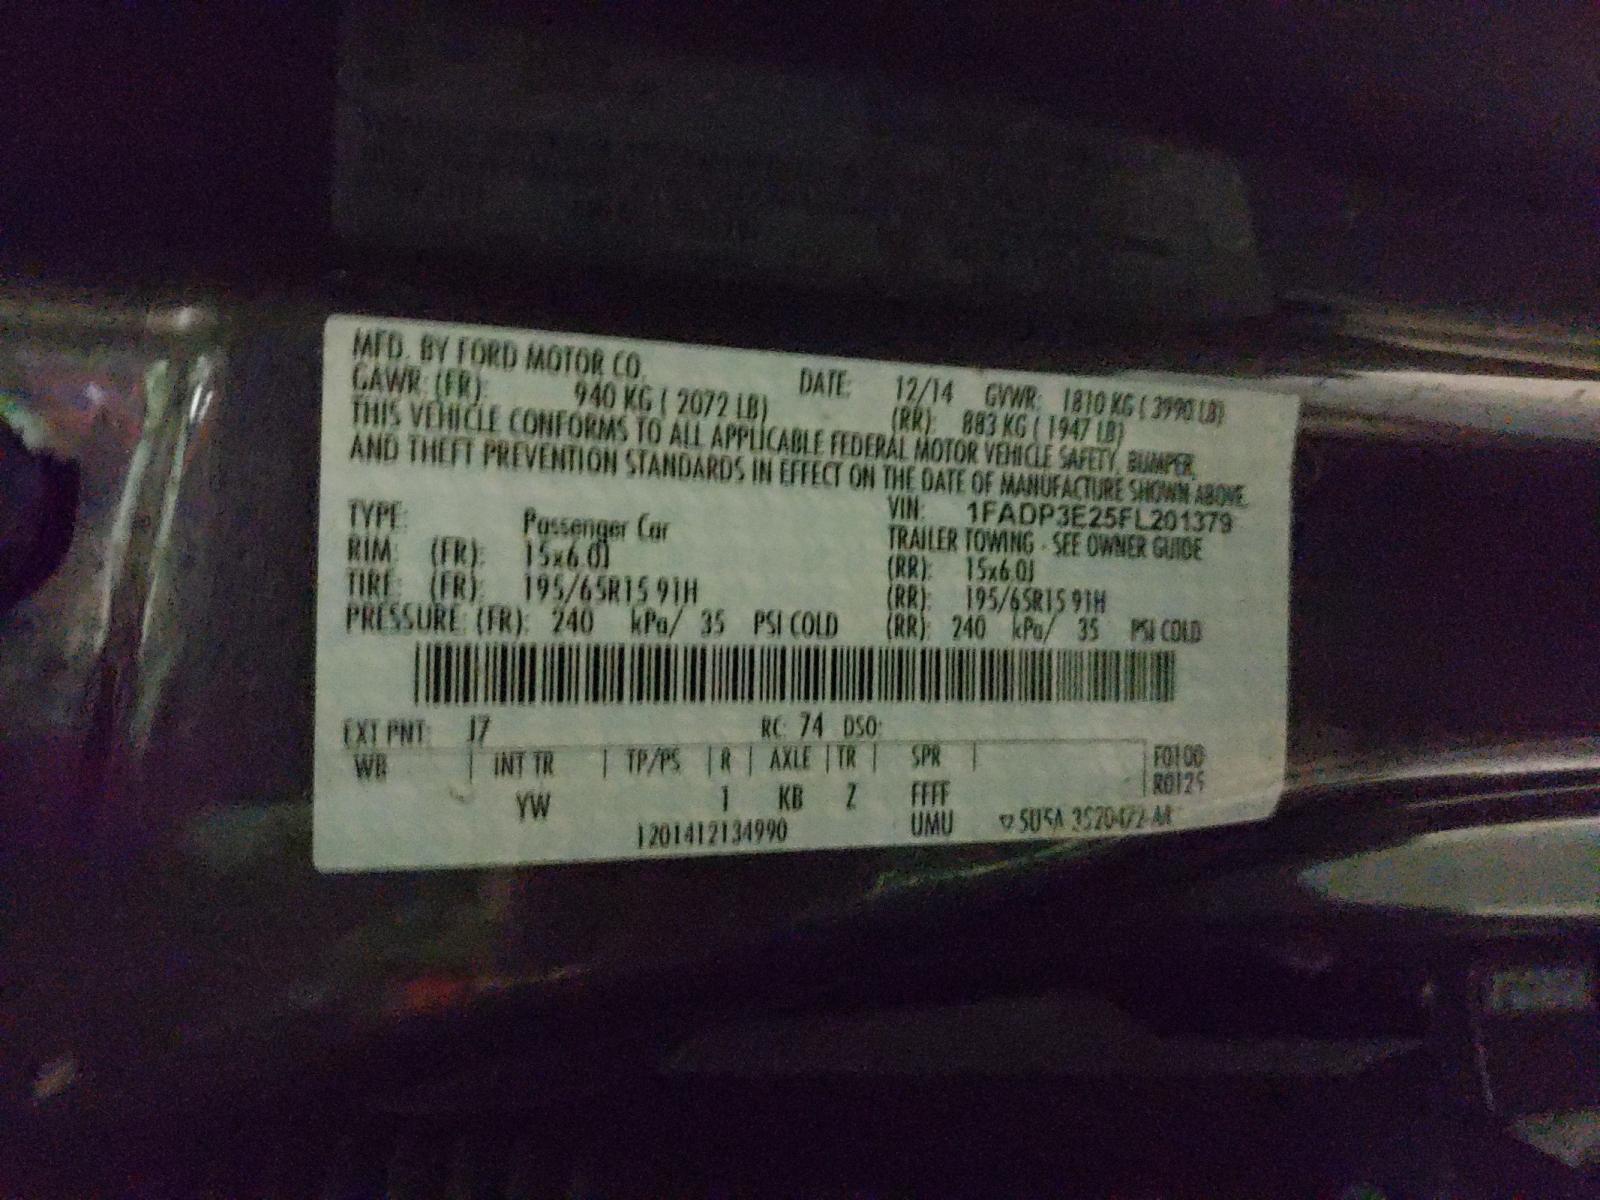 MFD. BY FORD MOTOR CO. DATE: 12/14 GVWR: 1810 KG ( 3990 LB)
GAWR: (FR): 940 KG ( 2072 LB) (RR): 883 KG ( 1947 LB)
THIS VEHICLE CONFORMS TO ALL APPLICABLE FEDERAL MOTOR VEHICLE SAFETY, BUMPER,
AND THEFT PREVENTION STANDARDS IN EFFECT ON THE DATE OF MANUFACTURE SHOWN ABOVE.
VIN: 1FADP3E25FL201379
TYPE: Passenger Car TRAILER TOWING - SEE OWNER GUIDE
RIM: (FR): 15x6.0J (RR): 15x6.0J
TIRE: (FR): 195/65R15 91H (RR): 195/65R15 91H
PRESSURE: (FR): 240 kPa/ 35 PSI COLD (RR): 240 kPa/ 35 PSI COLD
EXT PNT: J7 RC: 74 DSO:
WB | INT TR | TP/PS | R | AXLE | TR | SPR | F0100
R0125
YW 1 KB Z FFFF
1201412134990 UMU